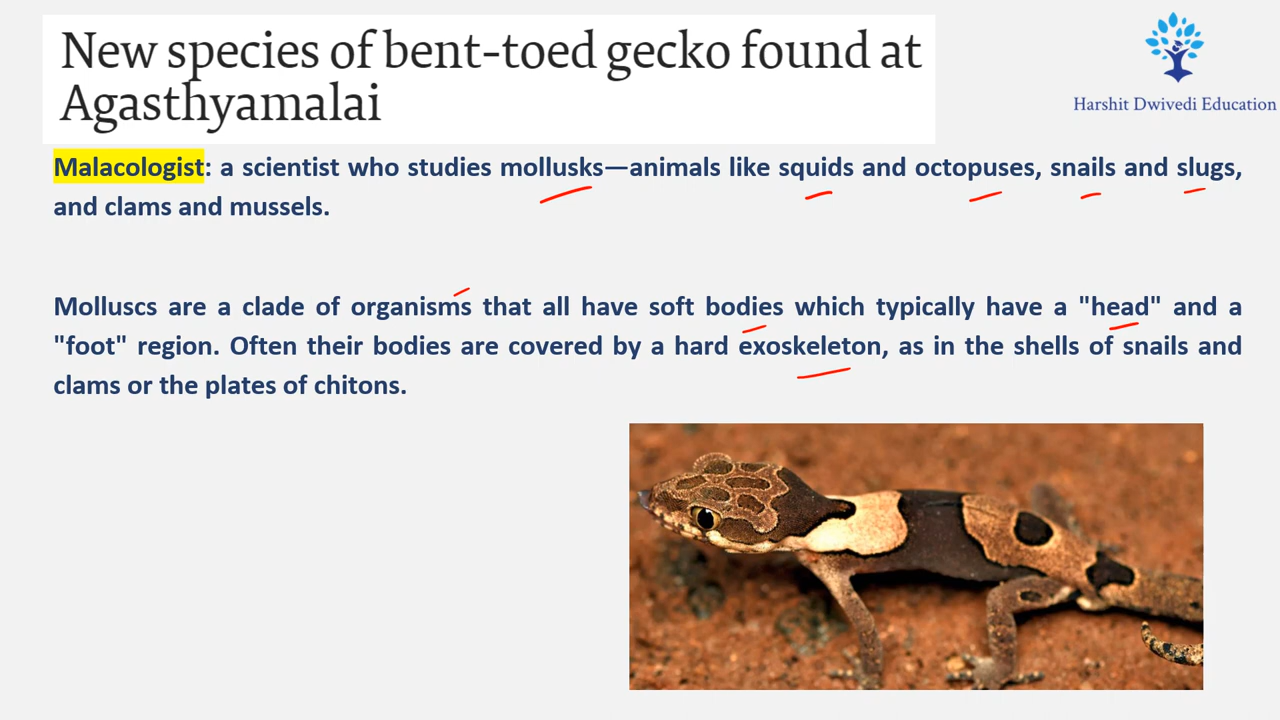 New species of bent-toed gecko found at
Agasthyamalai
Harshit Dwivedi Education
Malacologist: a scientist who studies mollusks—animals like squids and octopuses, snails and slugs,
and clams and mussels.
Molluscs are a clade of organisms that all have soft bodies which typically have a "head" and a
"foot" region. Often their bodies are covered by a hard exoskeleton, as in the shells of snails and
clams or the plates of chitons.